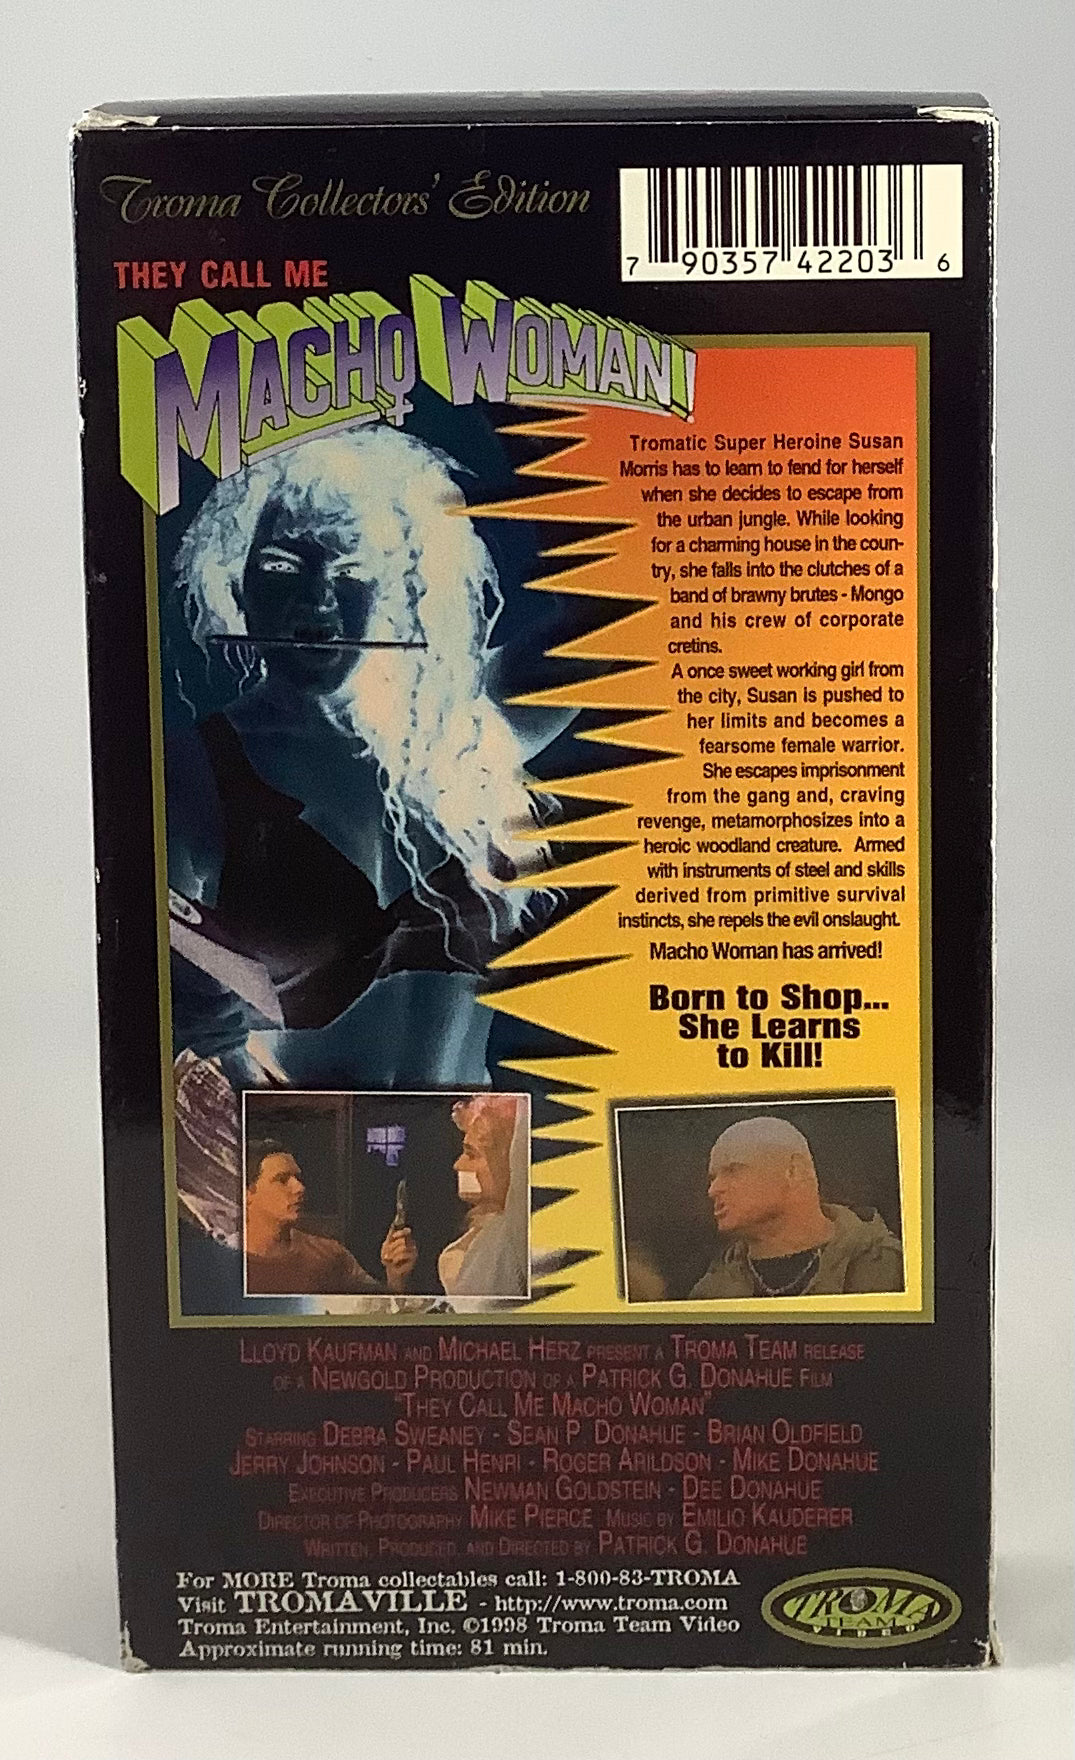 Troma Collectors' Edition
7 90357 42203 6
THEY CALL ME
MACHO WOMAN!
Tromatic Super Heroine Susan
Morris has to learn to fend for herself
when she decides to escape from
the urban jungle. While looking
for a charming house in the coun-
try, she falls into the clutches of a
band of brawny brutes - Mongo
and his crew of corporate
cretins.
A once sweet working girl from
the city, Susan is pushed to
her limits and becomes a
fearsome female warrior.
She escapes imprisonment
from the gang and, craving
revenge, metamorphosizes into a
heroic woodland creature. Armed
with instruments of steel and skills
derived from primitive survival
instincts, she repels the evil onslaught.
Macho Woman has arrived!
Born to Shop...
She Learns
to Kill!
LLOYD KAUFMAN AND MICHAEL HERZ PRESENT A TROMA TEAM RELEASE
OF A NEWGOLD PRODUCTION OF A PATRICK G. DONAHUE FILM
"THEY CALL ME MACHO WOMAN"
STARRING DEBRA SWEANEY - SEAN P. DONAHUE - BRIAN OLDFIELD
JERRY JOHNSON - PAUL HENRI - ROGER ARILDSON - MIKE DONAHUE
EXECUTIVE PRODUCERS NEWMAN GOLDSTEIN - DEE DONAHUE
DIRECTOR OF PHOTOGRAPHY MIKE PIERCE MUSIC BY EMILIO KAUDERER
WRITTEN, PRODUCED, AND DIRECTED BY PATRICK G. DONAHUE
For MORE Troma collectables call: 1-800-83-TROMA
Visit TROMAVILLE - http://www.troma.com
Troma Entertainment, Inc. ©1998 Troma Team Video
Approximate running time: 81 min.
TROMA
TEAM
VIDEO